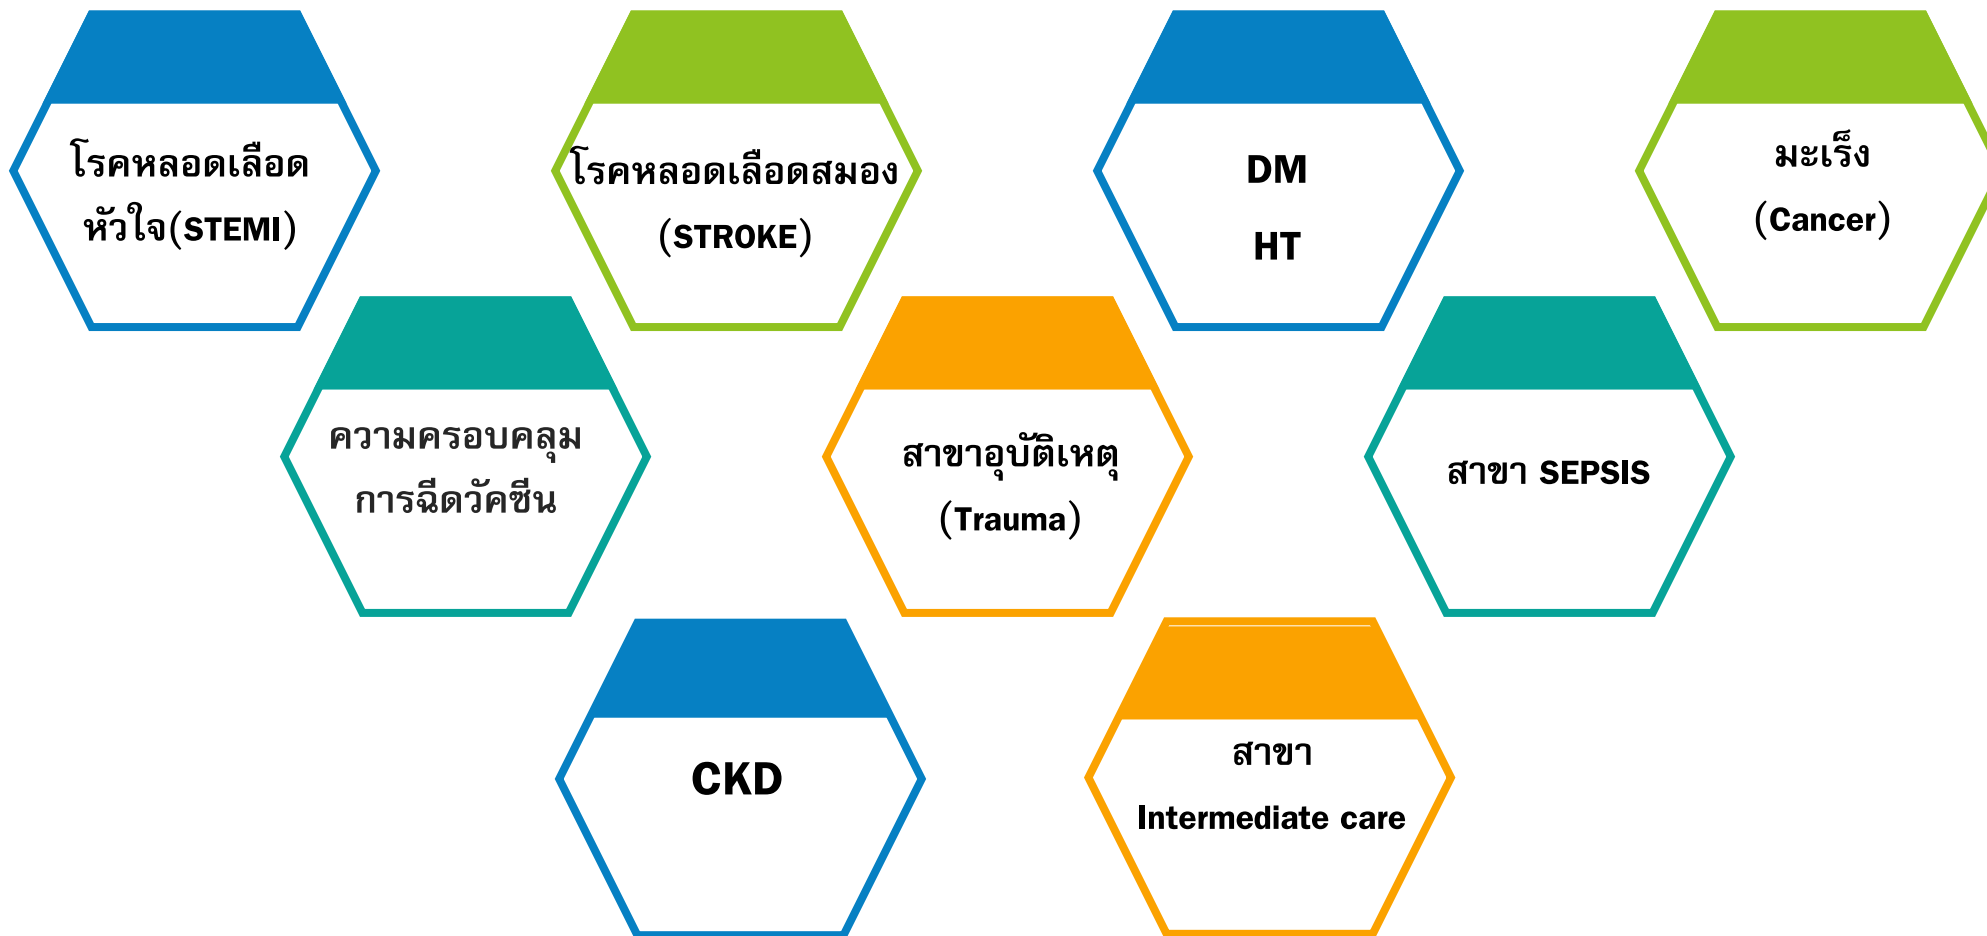 โรคหลอดเลือด
หัวใจ(STEMI)
โรคหลอดเลือดสมอง
(STROKE)
DM
HT
มะเร็ง
(Cancer)
ความครอบคลุม
การฉีดวัคซีน
สาขาอุบัติเหตุ
(Trauma)
สาขา SEPSIS
CKD
สาขา
Intermediate care